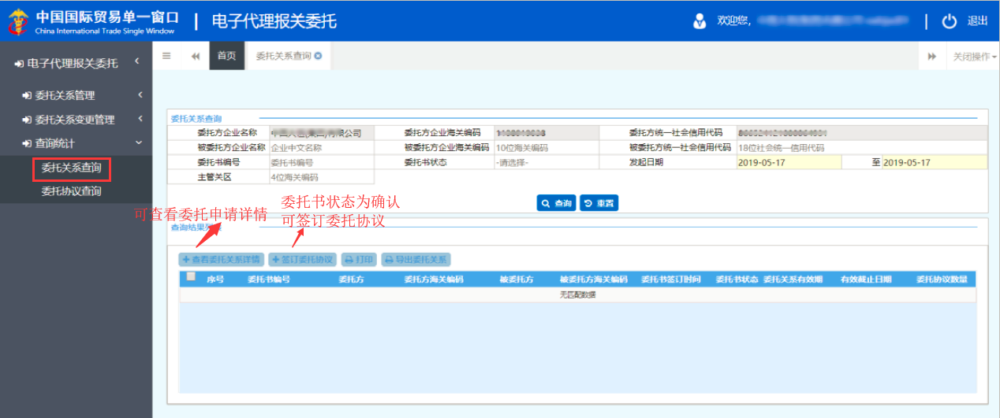 中国国际贸易单一窗口 | 电子代理报关委托
China International Trade Single Window
欢迎您,
退出
电子代理报关委托
首页
委托关系查询
关闭操作
委托关系管理
委托关系变更管理
查询统计
委托关系查询
委托协议查询
委托关系查询
委托方企业名称 公司 委托方企业海关编码 委托方统一社会信用代码
被委托方企业名称 企业中文名称 被委托方企业海关编码 10位海关编码 被委托方统一社会信用代码 18位社会统一信用代码
委托书编号 委托书编号 委托书状态 -请选择- 发起日期 2019-05-17 至 2019-05-17
主管关区 4位海关编码
查询 重置
委托书状态为确认
可签订委托协议
可查看委托申请详情
查询结果
查看委托关系详情 签订委托协议 打印 导出委托关系
序号 委托书编号 委托方 委托方海关编码 被委托方 被委托方海关编码 委托书签订时间 委托书状态 委托关系有效期 有效截止日期 委托协议数量
无匹配数据